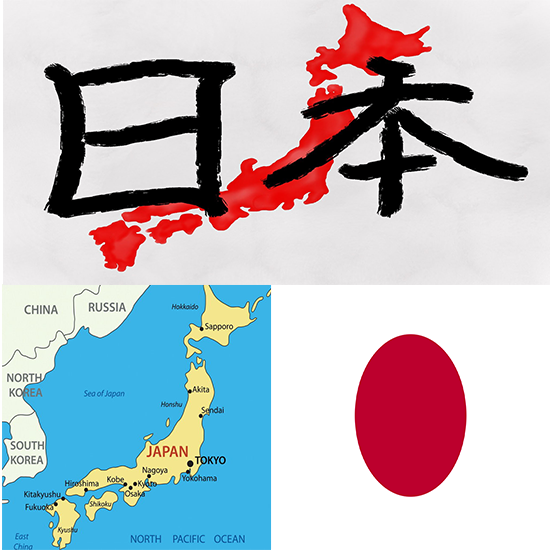 日本
CHINA
RUSSIA
Hokkaido
Sapporo
NORTH
KOREA
Sea of Japan
Akita
Honshu
Sendai
SOUTH
KOREA
JAPAN
TOKYO
Nagoya
Yokohama
Kobe
Kyoto
Hiroshima
Osaka
Kitakyushu
Shikoku
Fukuoka
Kyushu
East
China
NORTH PACIFIC OCEAN